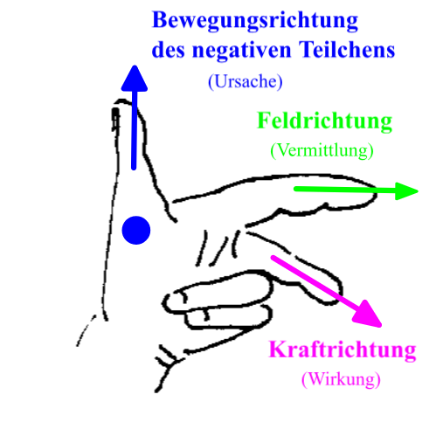 Bewegungsrichtung
des negativen Teilchens
(Ursache)
Feldrichtung
(Vermittlung)
Kraftrichtung
(Wirkung)